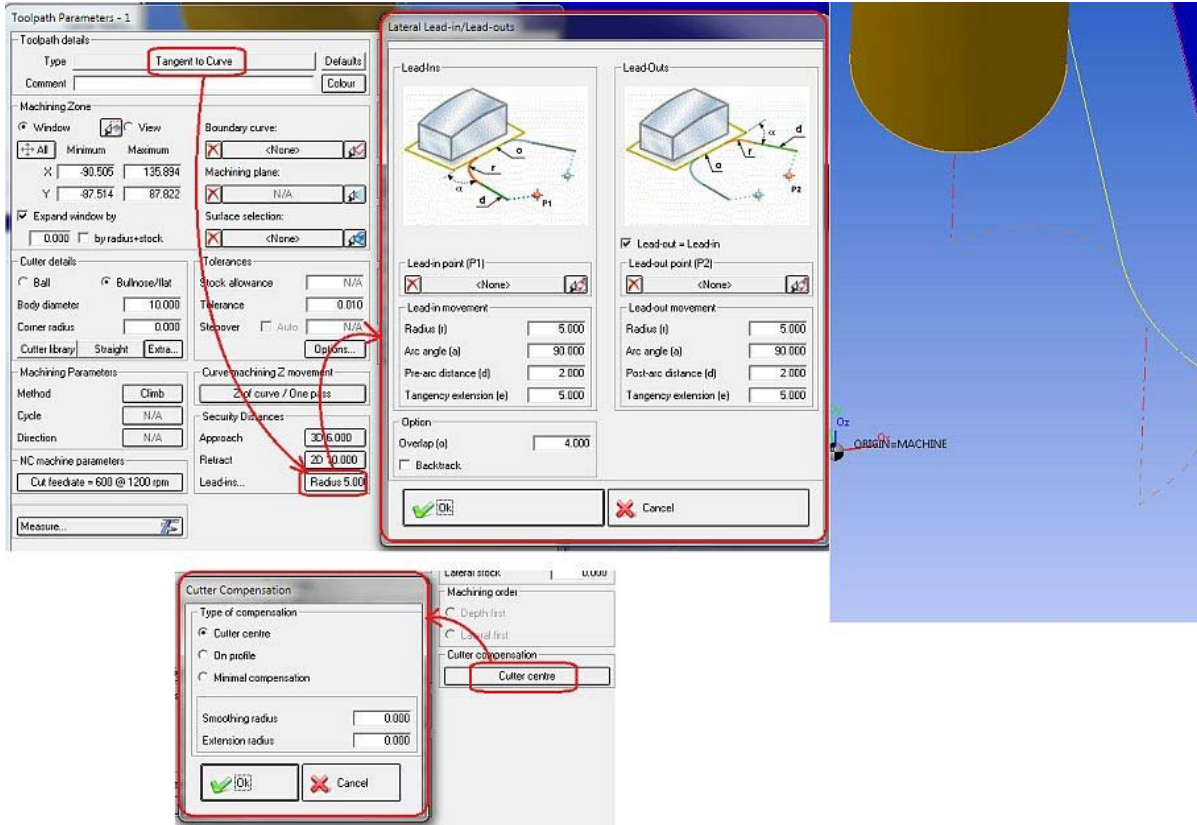 Toolpath Parameters - 1
Toolpath details
Type Tangent to Curve Defaults
Comment Colour
Machining Zone
Window View Boundary curve:
All Minimum Maximum <None>
X -90.505 135.894 Machining plane:
Y -87.514 87.822 N/A
Expand window by Surface selection:
0.000 by radius+stock <None>
Cutter details Tolerances
Ball Bullnose/flat Stock allowance N/A
Body diameter 10.000 Tolerance 0.010
Corner radius 0.000 Stepover Auto N/A
Cutter library Straight Extra... Options...
Machining Parameters Curve machining Z movement
Method Climb Z of curve / One pass
Cycle N/A Security Distances
Direction N/A Approach 3D 6.000
NC machine parameters Retract 2D 10.000
Cut feedrate = 600 @ 1200 rpm Lead-ins... Radius 5.00
Measure...
Lateral Lead-in/Lead-outs
Lead-Ins Lead-Outs
o r α d P1
α d o r P2
Lead-out = Lead-in
Lead-in point (P1) Lead-out point (P2)
<None> <None>
Lead-in movement Lead-out movement
Radius (r) 5.000 Radius (r) 5.000
Arc angle (a) 90.000 Arc angle (a) 90.000
Pre-arc distance (d) 2.000 Post-arc distance (d) 2.000
Tangency extension (e) 5.000 Tangency extension (e) 5.000
Option
Overlap (o) 4.000
Backtrack
Ok Cancel
Oz
ORIGIN=MACHINE
Ox
Cutter Compensation
Type of compensation
Cutter centre
On profile
Minimal compensation
Smoothing radius 0.000
Extension radius 0.000
Ok Cancel
Lateral stock 0.000
Machining order
Depth first
Lateral first
Cutter compensation
Cutter centre